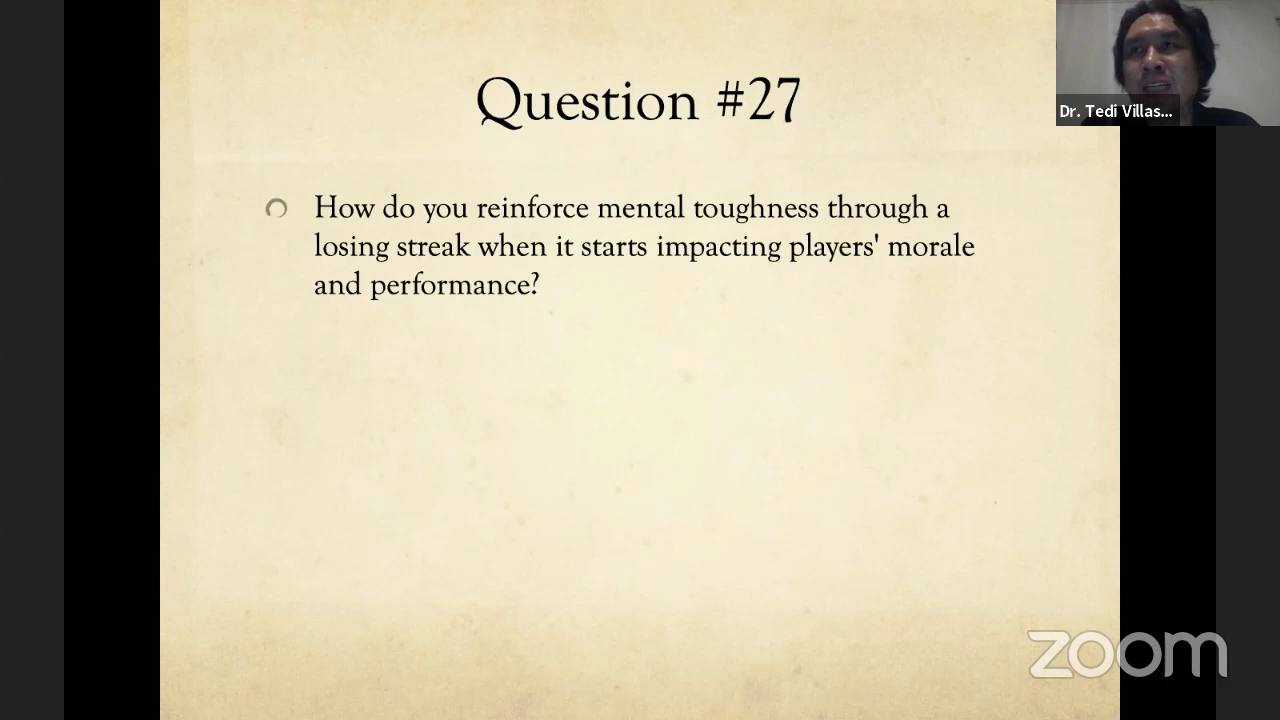 Question #27
How do you reinforce mental toughness through a
losing streak when it starts impacting players' morale
and performance?
Dr. Tedi Villas...
zoom